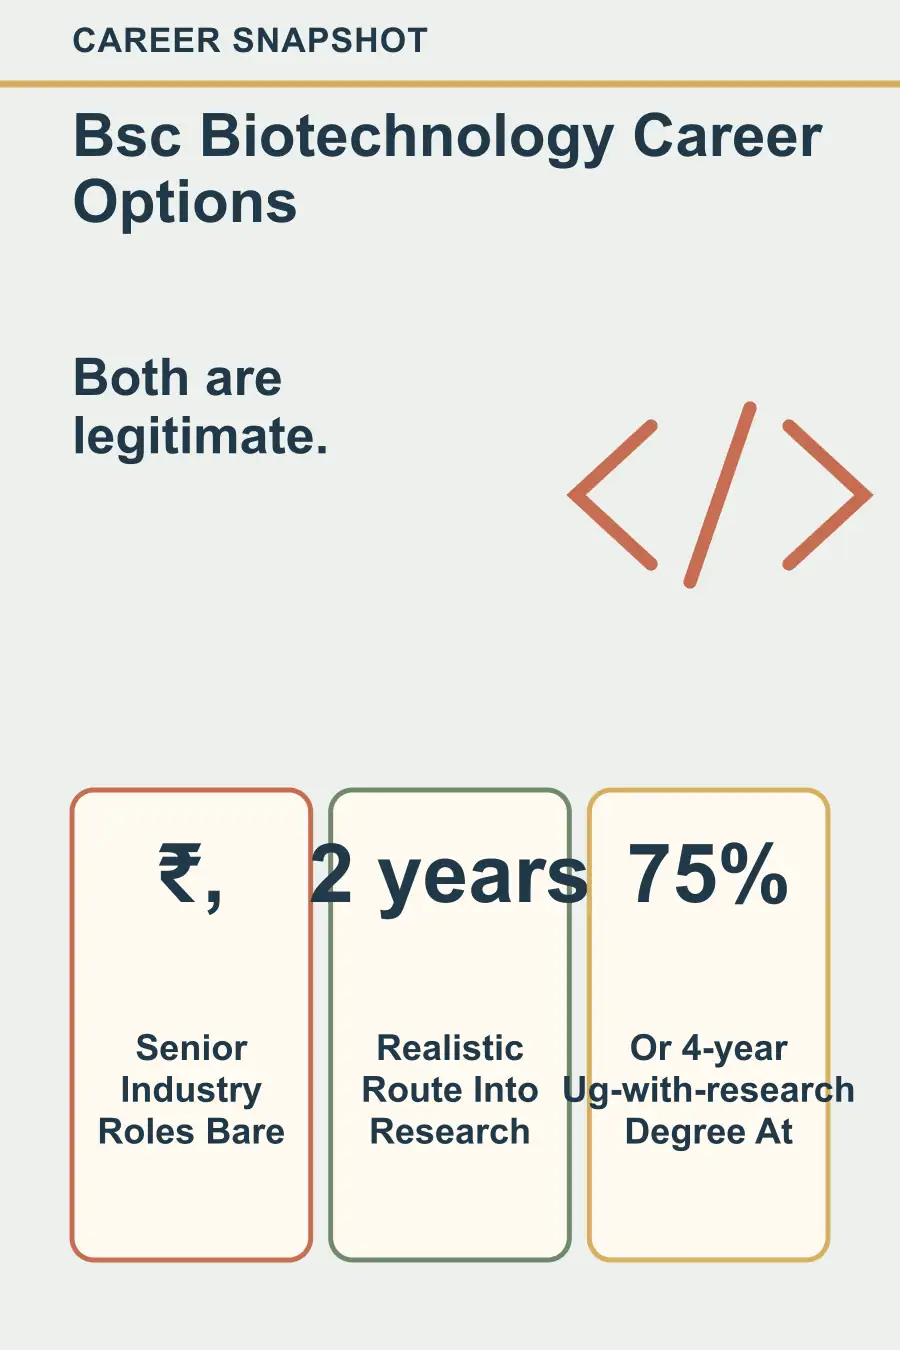 CAREER SNAPSHOT
Bsc Biotechnology Career
Options
Both are
legitimate.
₹,
Senior
Industry
Roles Bare
2 years
Realistic
Route Into
Research
75%
Or 4-year
Ug-with-research
Degree At